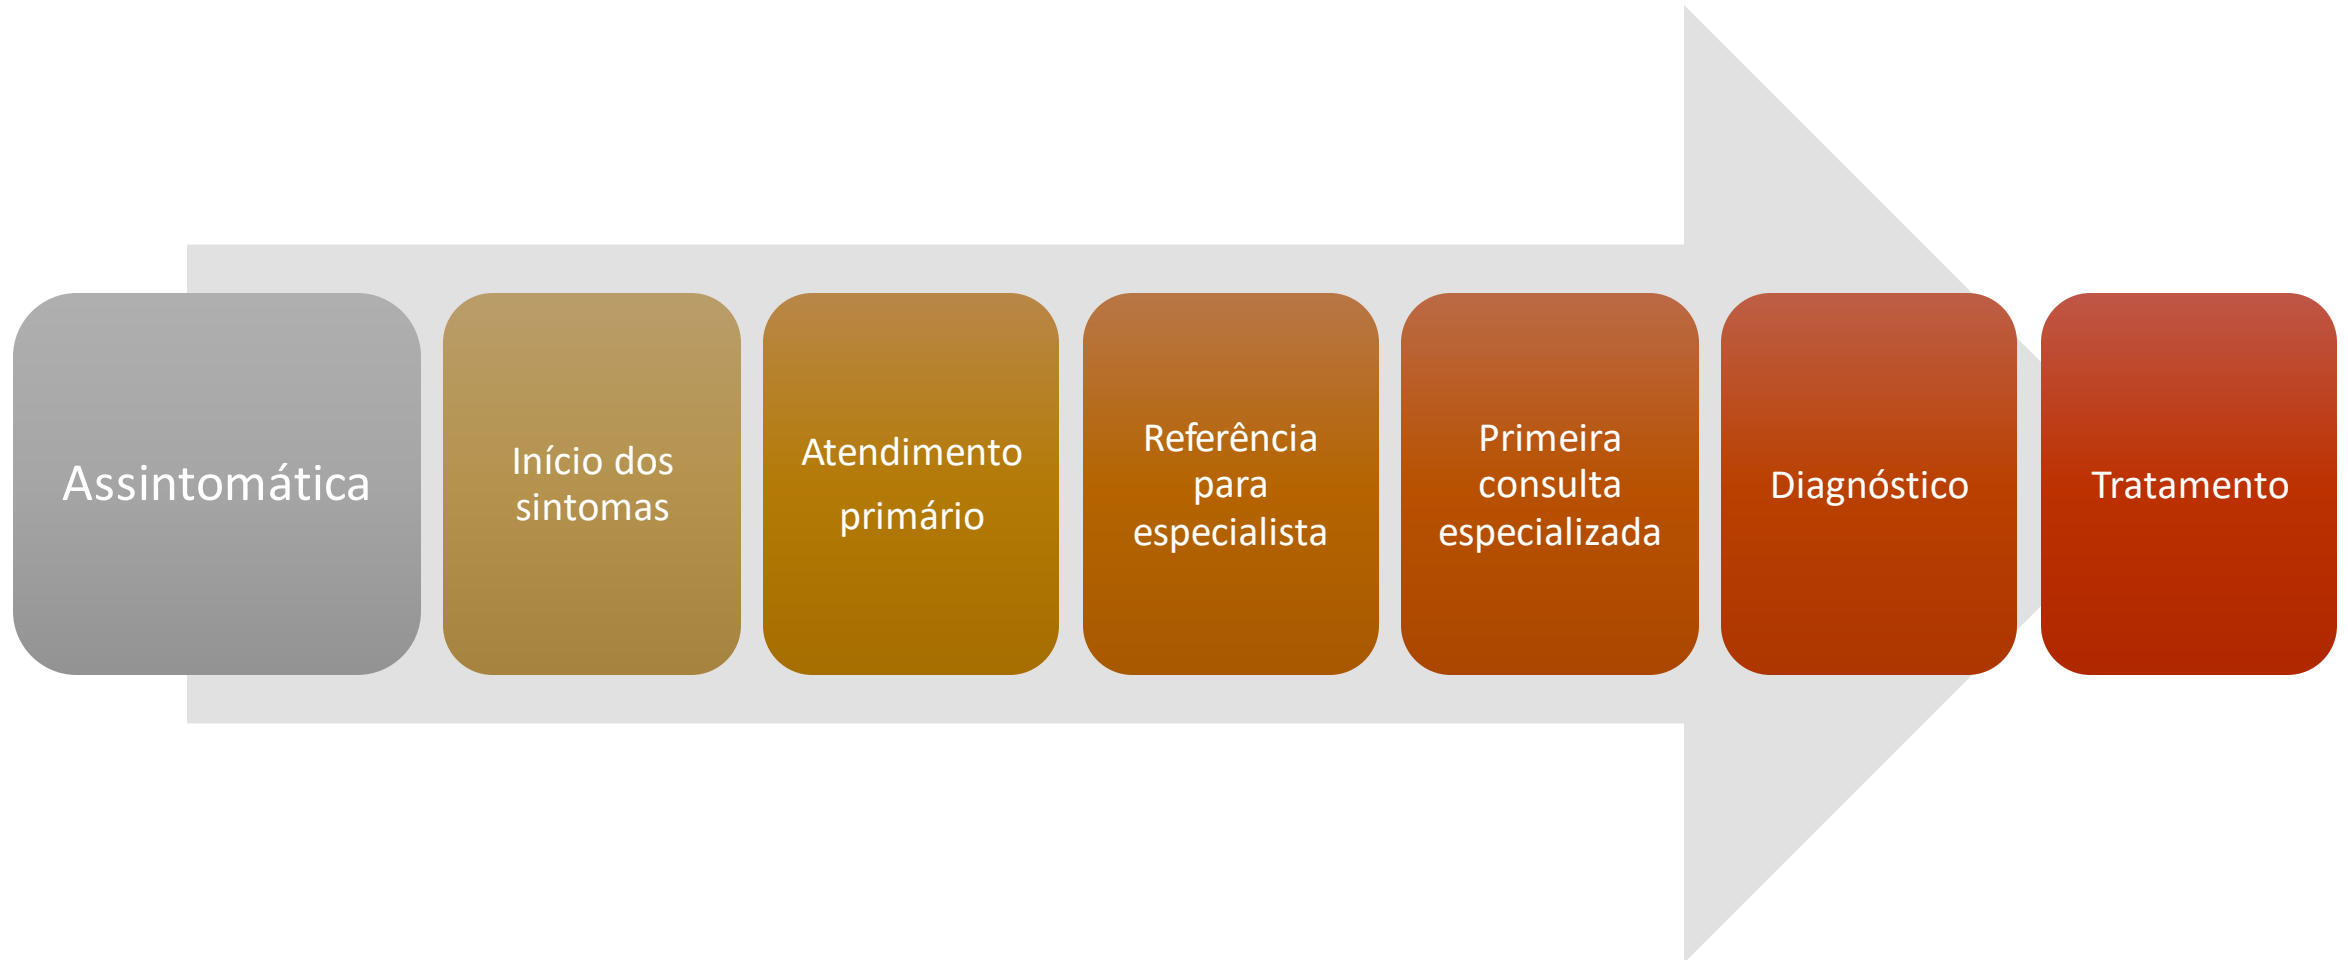 Assintomática
Início dos
sintomas
Atendimento
primário
Referência
para
especialista
Primeira
consulta
especializada
Diagnóstico
Tratamento